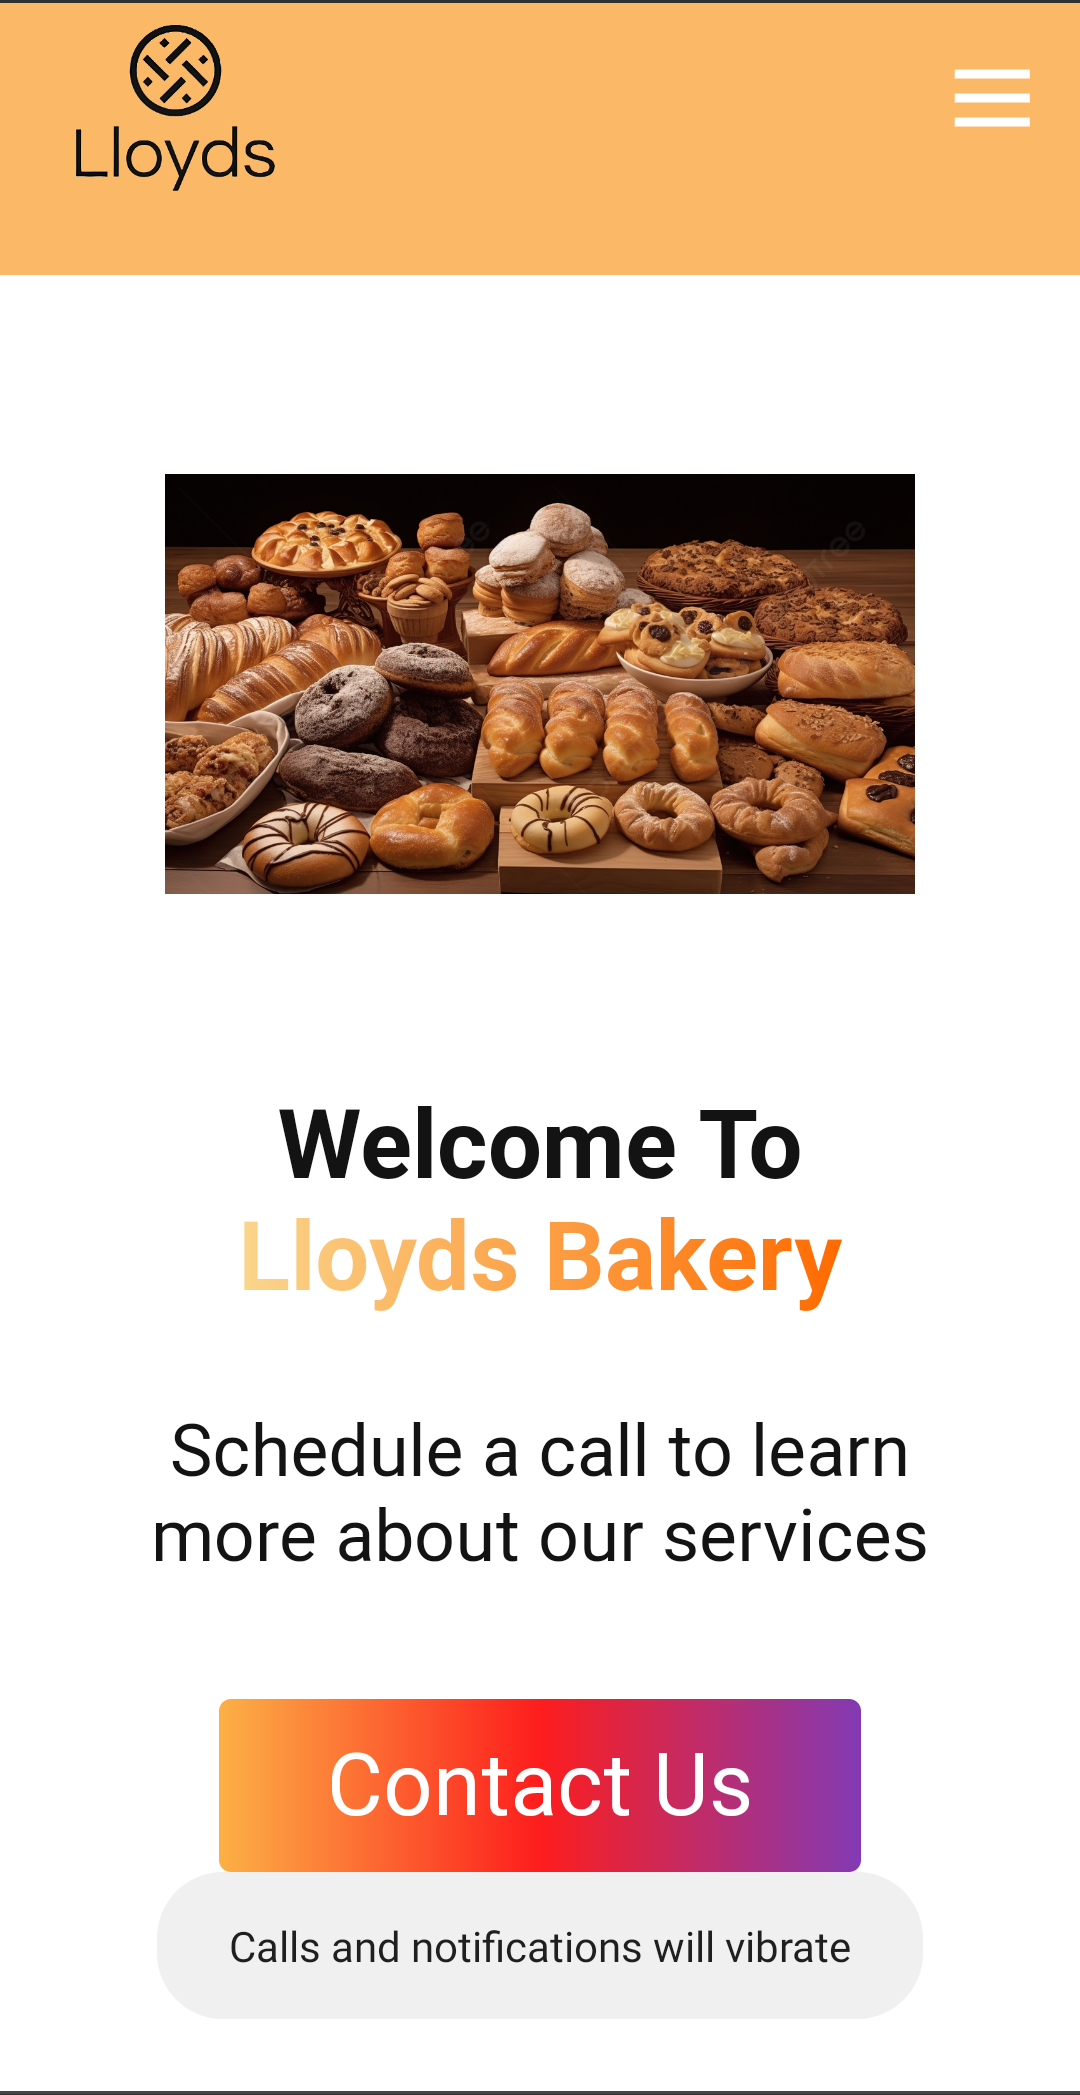 Lloyds
Welcome To
Lloyds Bakery
Schedule a call to learn
more about our services
Contact Us
Calls and notifications will vibrate